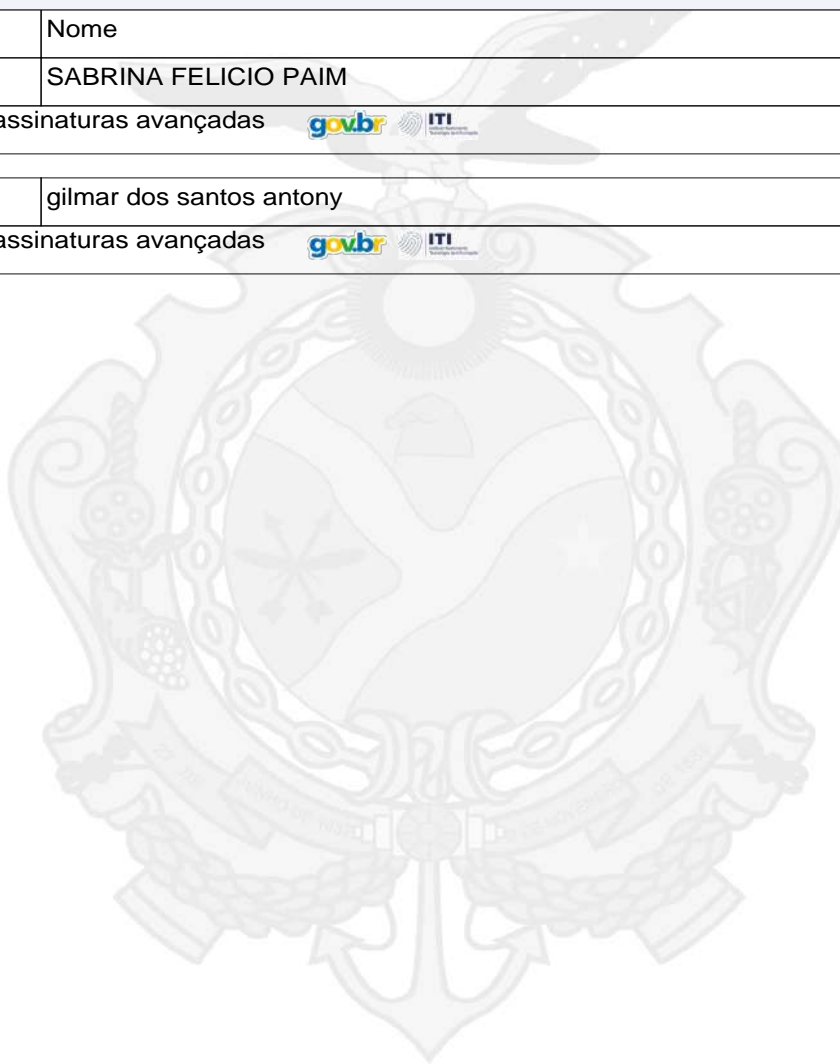 Nome
SABRINA FELICIO PAIM
assinaturas avançadas gov.br ITI
gilmar dos santos antony
assinaturas avançadas gov.br ITI